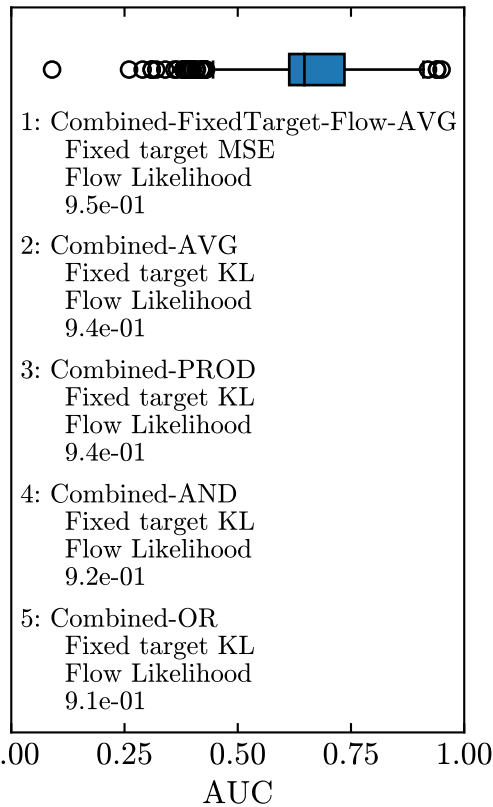 1: Combined-FixedTarget-Flow-AVG
Fixed target MSE
Flow Likelihood
9.5e-01
2: Combined-AVG
Fixed target KL
Flow Likelihood
9.4e-01
3: Combined-PROD
Fixed target KL
Flow Likelihood
9.4e-01
4: Combined-AND
Fixed target KL
Flow Likelihood
9.2e-01
5: Combined-OR
Fixed target KL
Flow Likelihood
9.1e-01
.00 0.25 0.50 0.75 1.00
AUC